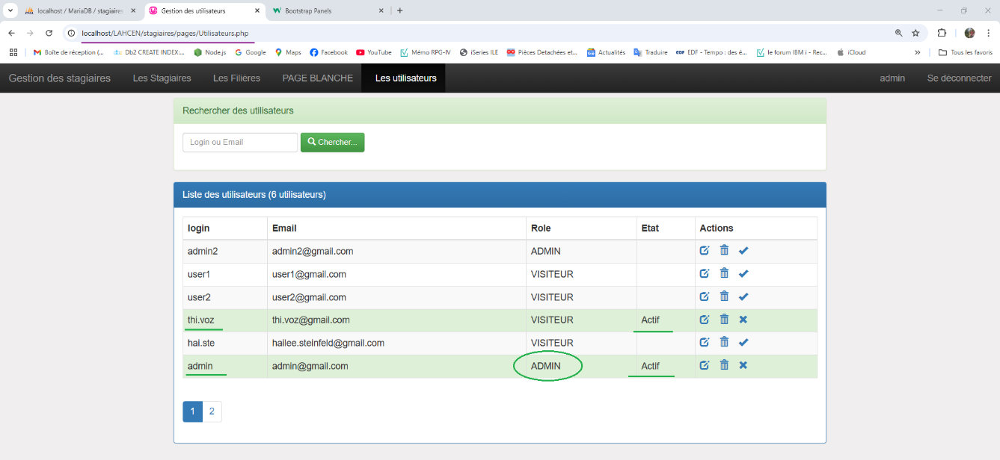 localhost / MariaDB / stagiaires
Gestion des utilisateurs
Bootstrap Panels
localhost/LAHCEN/stagiaires/pages/Utilisateurs.php
Boîte de réception (...
Db2 CREATE INDEX:...
Node.js
Google
Maps
Facebook
YouTube
Mémo RPG-IV
iSeries ILE
Pièces Detachées et...
Actualités
Traduire
EDF - Tempo : des é...
le forum IBM i - Rec...
iCloud
Tous les favoris
Gestion des stagiaires Les Stagiaires Les Filières PAGE BLANCHE Les utilisateurs admin Se déconnecter
Rechercher des utilisateurs
Login ou Email Chercher...
Liste des utilisateurs (6 utilisateurs)
login Email Role Etat Actions
admin2 admin2@gmail.com ADMIN
user1 user1@gmail.com VISITEUR
user2 user2@gmail.com VISITEUR
thi.voz thi.voz@gmail.com VISITEUR Actif
hai.ste hailee.steinfeld@gmail.com VISITEUR
admin admin@gmail.com ADMIN Actif
1 2